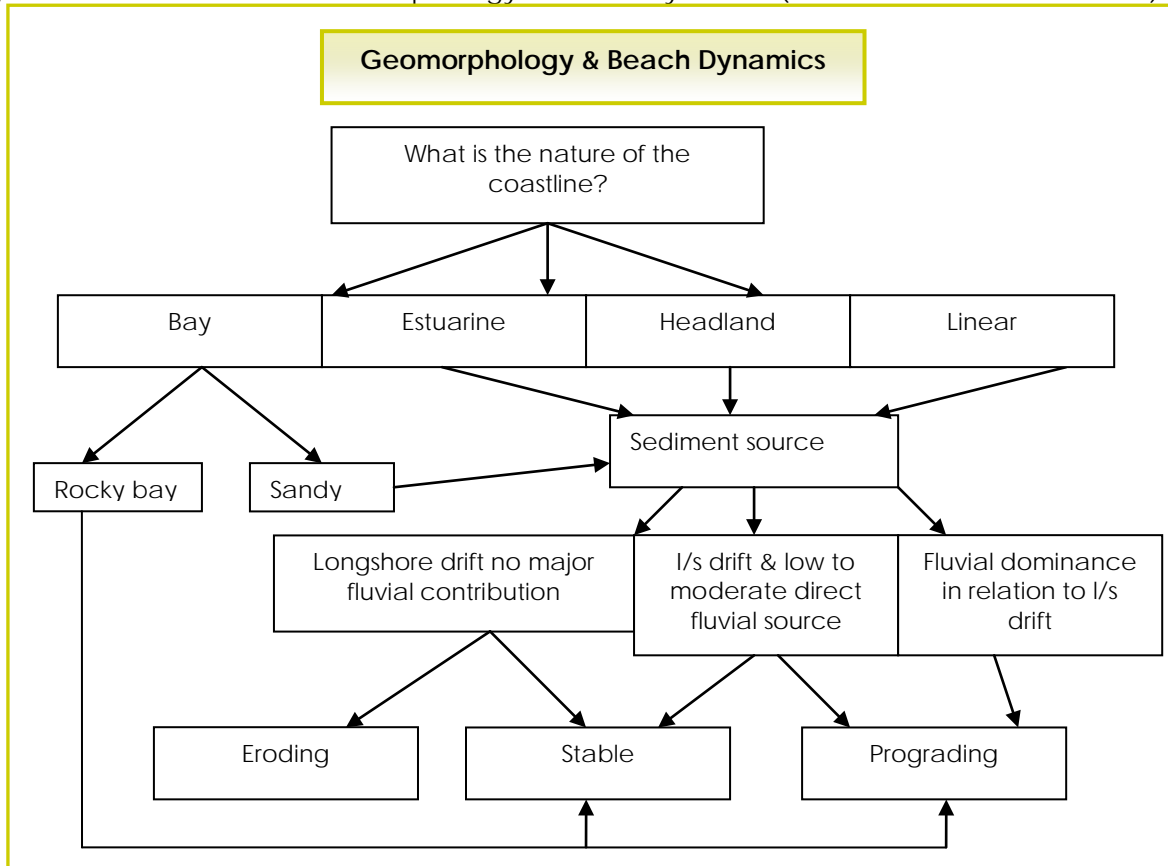 Geomorphology & Beach Dynamics
What is the nature of the
coastline?
Bay
Estuarine
Headland
Linear
Sediment source
Rocky bay
Sandy
Longshore drift no major
fluvial contribution
l/s drift & low to
moderate direct
fluvial source
Fluvial dominance
in relation to l/s
drift
Eroding
Stable
Prograding